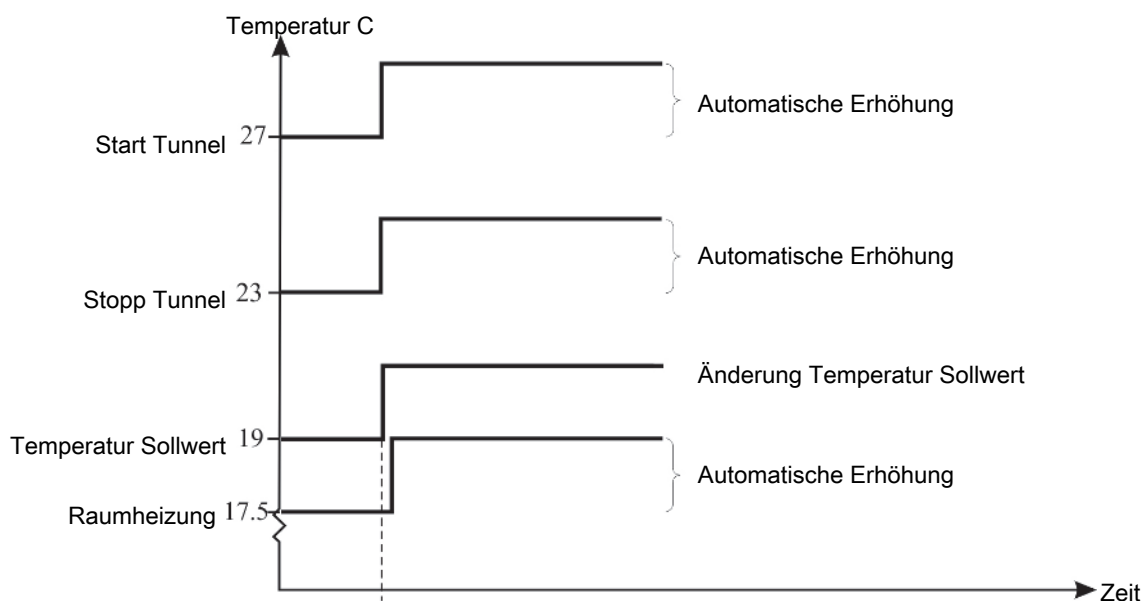 Temperatur C
Automatische Erhöhung
Start Tunnel 27
Automatische Erhöhung
Stopp Tunnel 23
Änderung Temperatur Sollwert
Temperatur Sollwert 19
Automatische Erhöhung
Raumheizung 17.5
Zeit